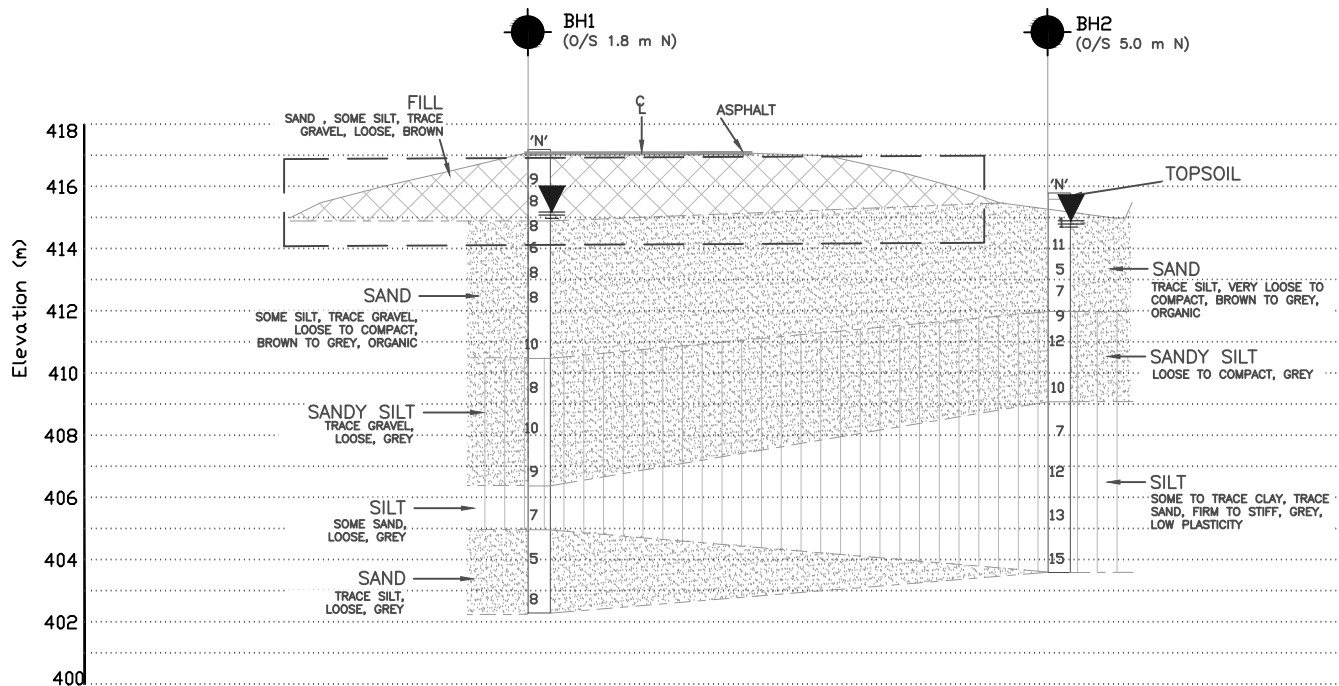 BH1
(O/S 1.8 m N)
BH2
(O/S 5.0 m N)
FILL
SAND , SOME SILT, TRACE
GRAVEL, LOOSE, BROWN
CL
ASPHALT
TOPSOIL
Elevation (m)
418
416
414
412
410
408
406
404
402
400
'N'
9
8
8
6
8
8
10
8
10
9
7
5
8
'N'
11
5
7
9
12
10
7
12
13
15
SAND
SOME SILT, TRACE GRAVEL,
LOOSE TO COMPACT,
BROWN TO GREY, ORGANIC
SANDY SILT
TRACE GRAVEL,
LOOSE, GREY
SILT
SOME SAND,
LOOSE, GREY
SAND
TRACE SILT,
LOOSE, GREY
SAND
TRACE SILT, VERY LOOSE TO
COMPACT, BROWN TO GREY,
ORGANIC
SANDY SILT
LOOSE TO COMPACT, GREY
SILT
SOME TO TRACE CLAY, TRACE
SAND, FIRM TO STIFF, GREY,
LOW PLASTICITY